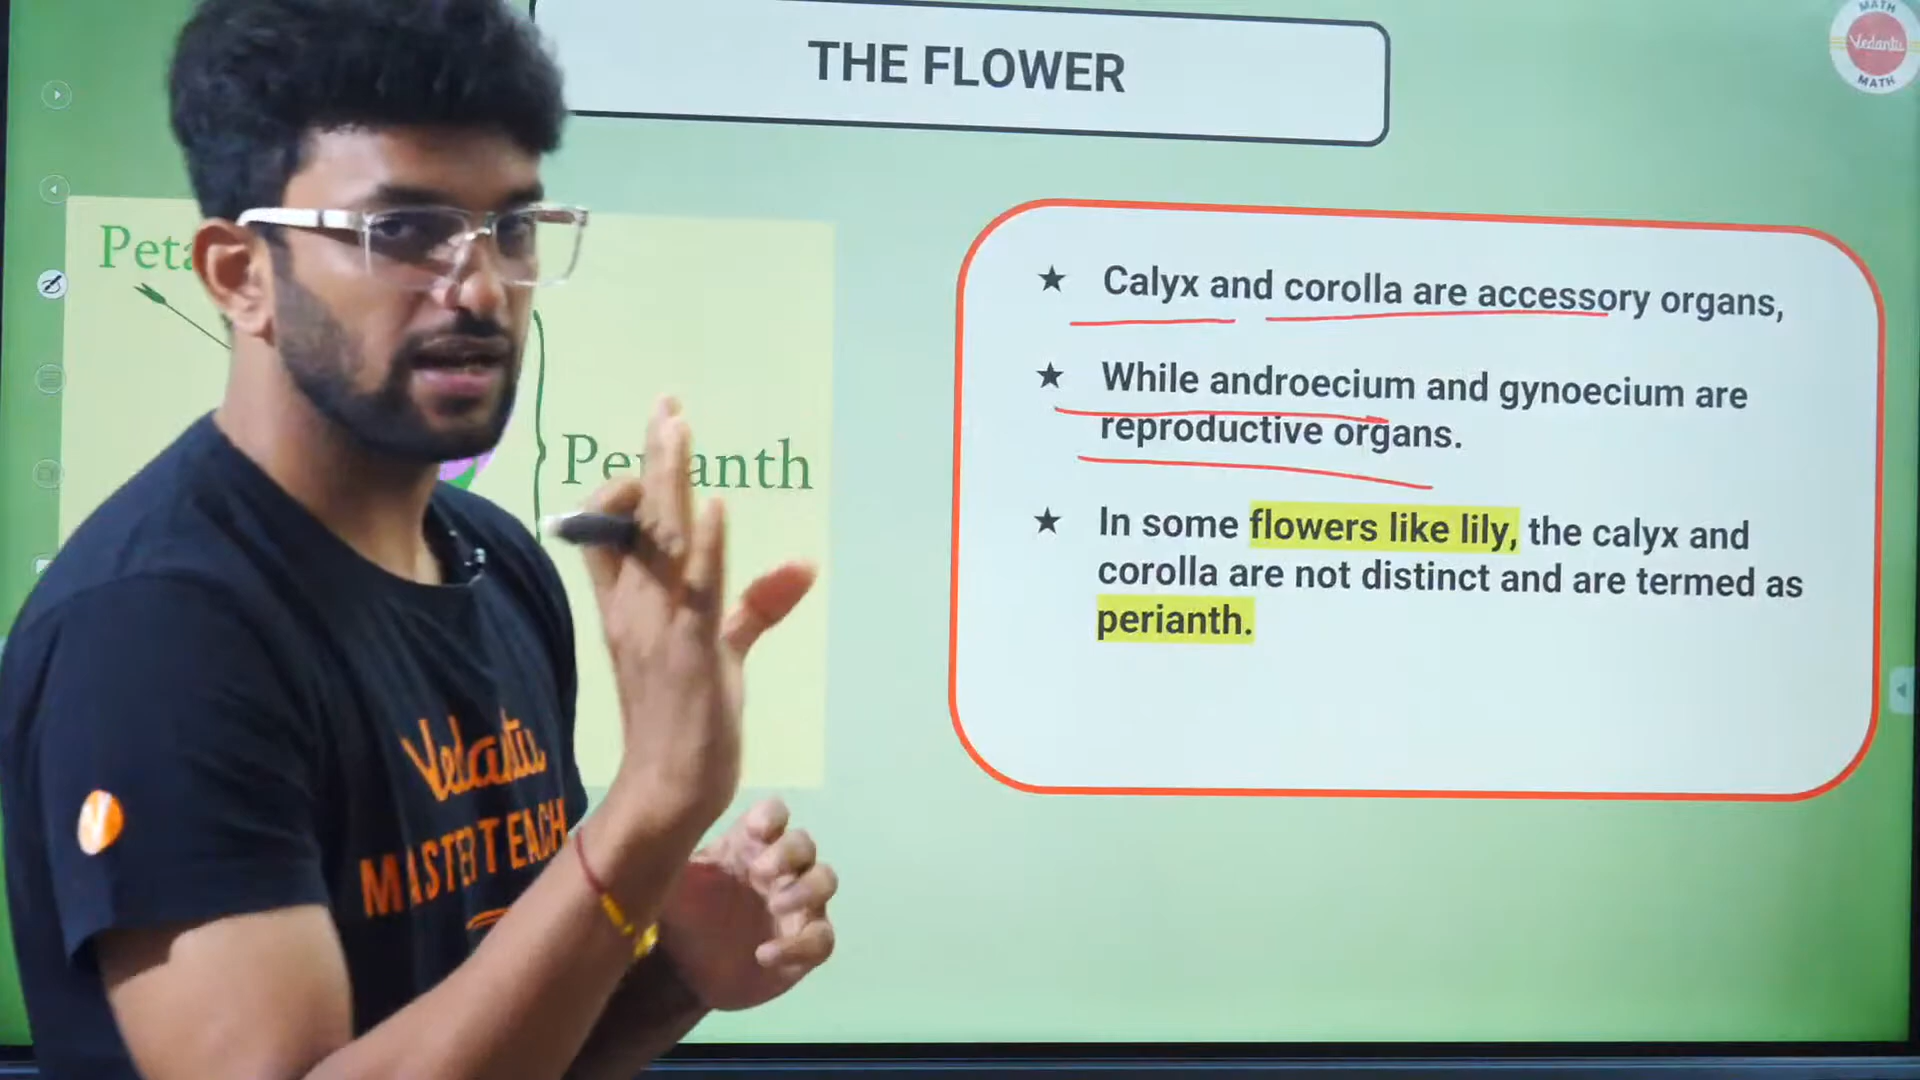 THE FLOWER
MATH
Vedantu
MATH
★ Calyx and corolla are accessory organs,
★ While androecium and gynoecium are
reproductive organs.
★ In some flowers like lily, the calyx and
corolla are not distinct and are termed as
perianth.
Vedantu